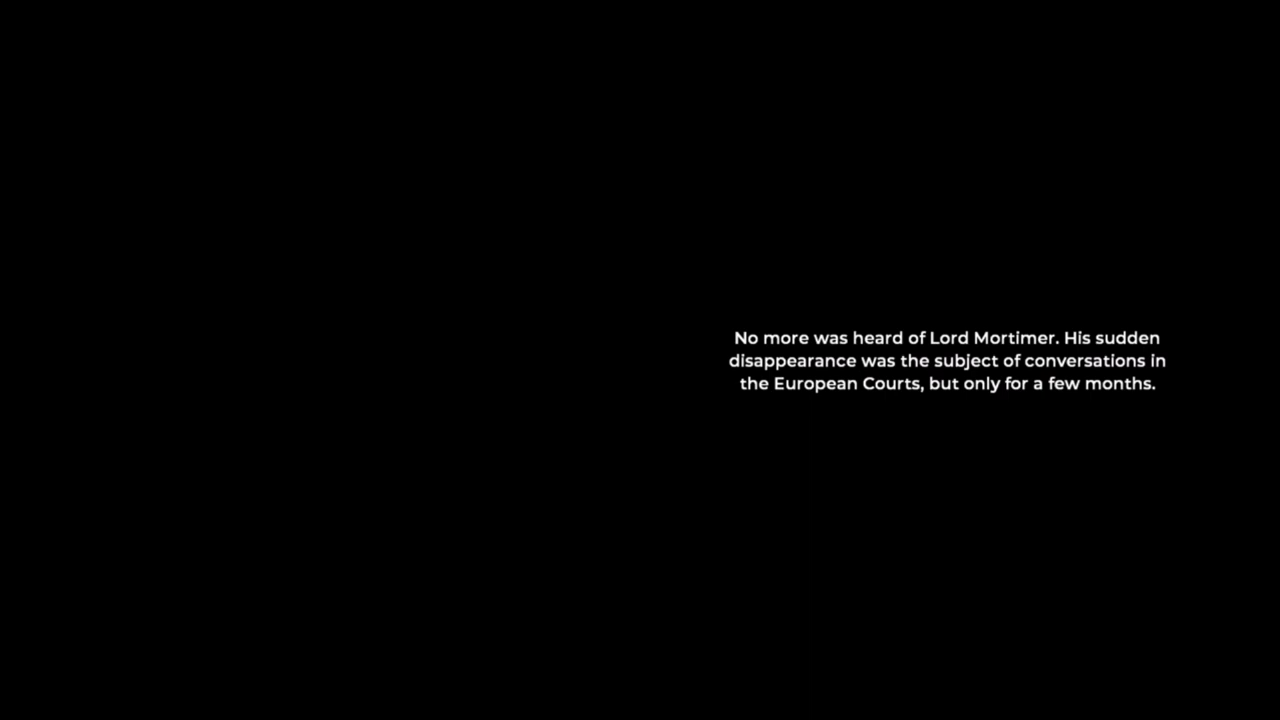 No more was heard of Lord Mortimer. His sudden
disappearance was the subject of conversations in
the European Courts, but only for a few months.